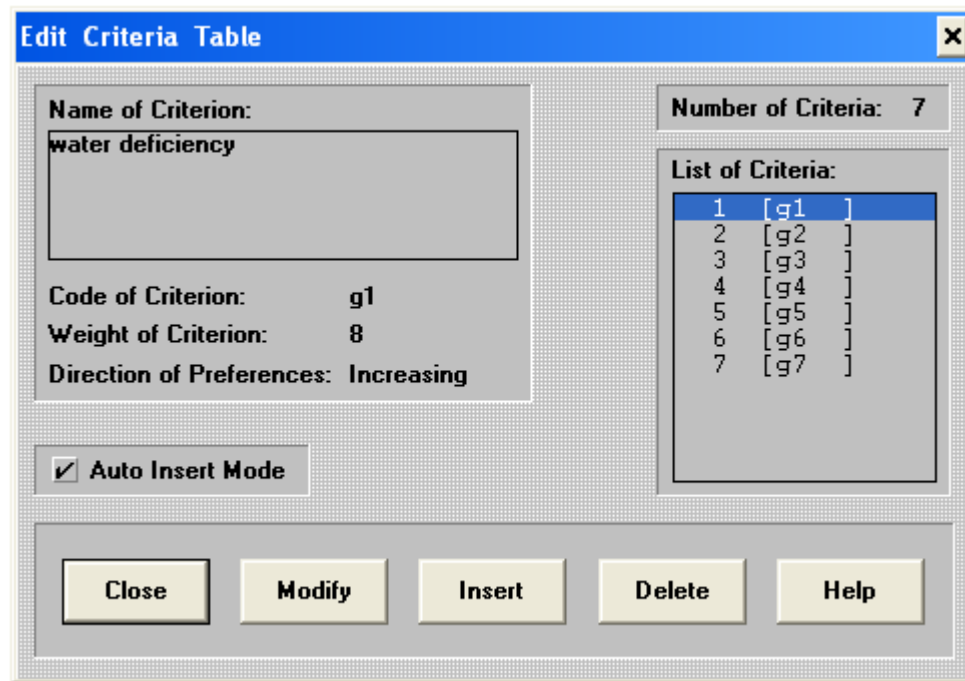 Edit Criteria Table
Name of Criterion:
water deficiency
Code of Criterion: g1
Weight of Criterion: 8
Direction of Preferences: Increasing
Auto Insert Mode
Number of Criteria: 7
List of Criteria:
1 [g1 ]
2 [g2 ]
3 [g3 ]
4 [g4 ]
5 [g5 ]
6 [g6 ]
7 [g7 ]
Close Modify Insert Delete Help